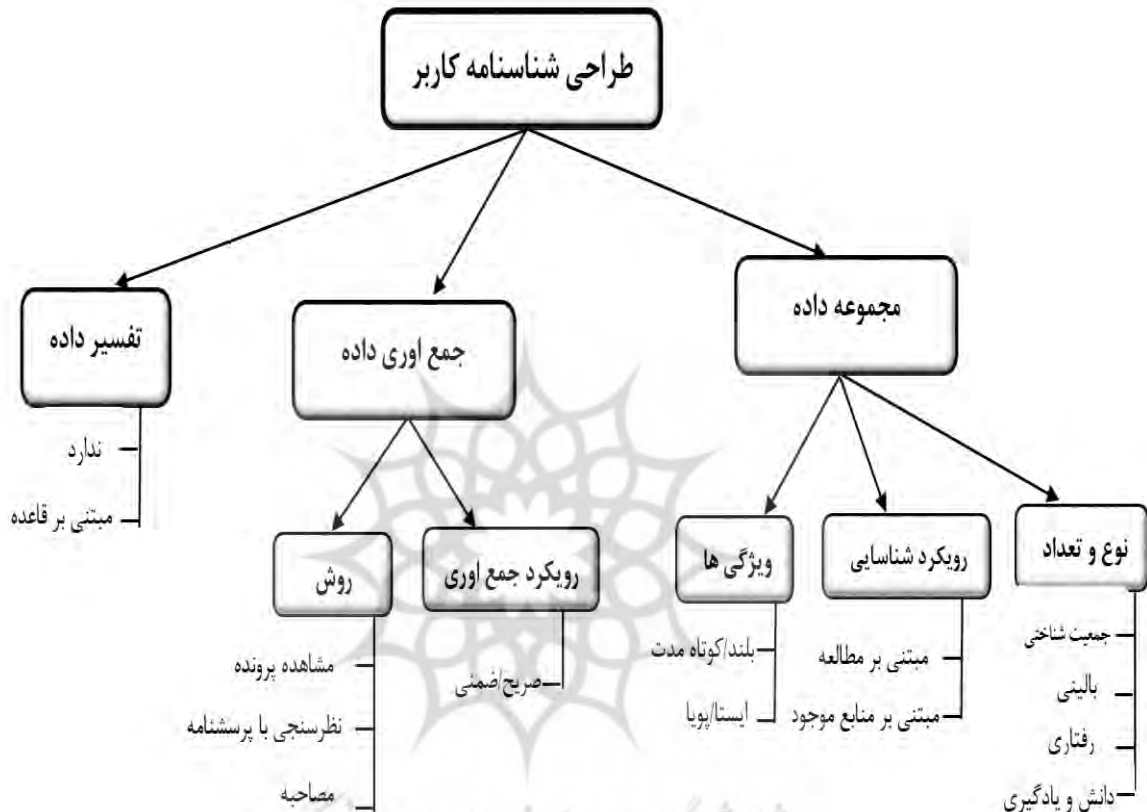 طراحی شناسنامه کاربر
مجموعه داده
جمع اوری داده
تفسیر داده
نوع و تعداد
جمعیت شناختی
بالینی
رفتاری
دانش و یادگیری
رویکرد شناسایی
مبتنی بر مطالعه
مبتنی بر منابع موجود
ویژگی ها
بلند/کوتاه مدت
ایستا/پویا
رویکرد جمع اوری
صریح/ضمنی
روش
مشاهده پرونده
نظرسنجی با پرسشنامه
مصاحبه
ندارد
مبتنی بر قاعده